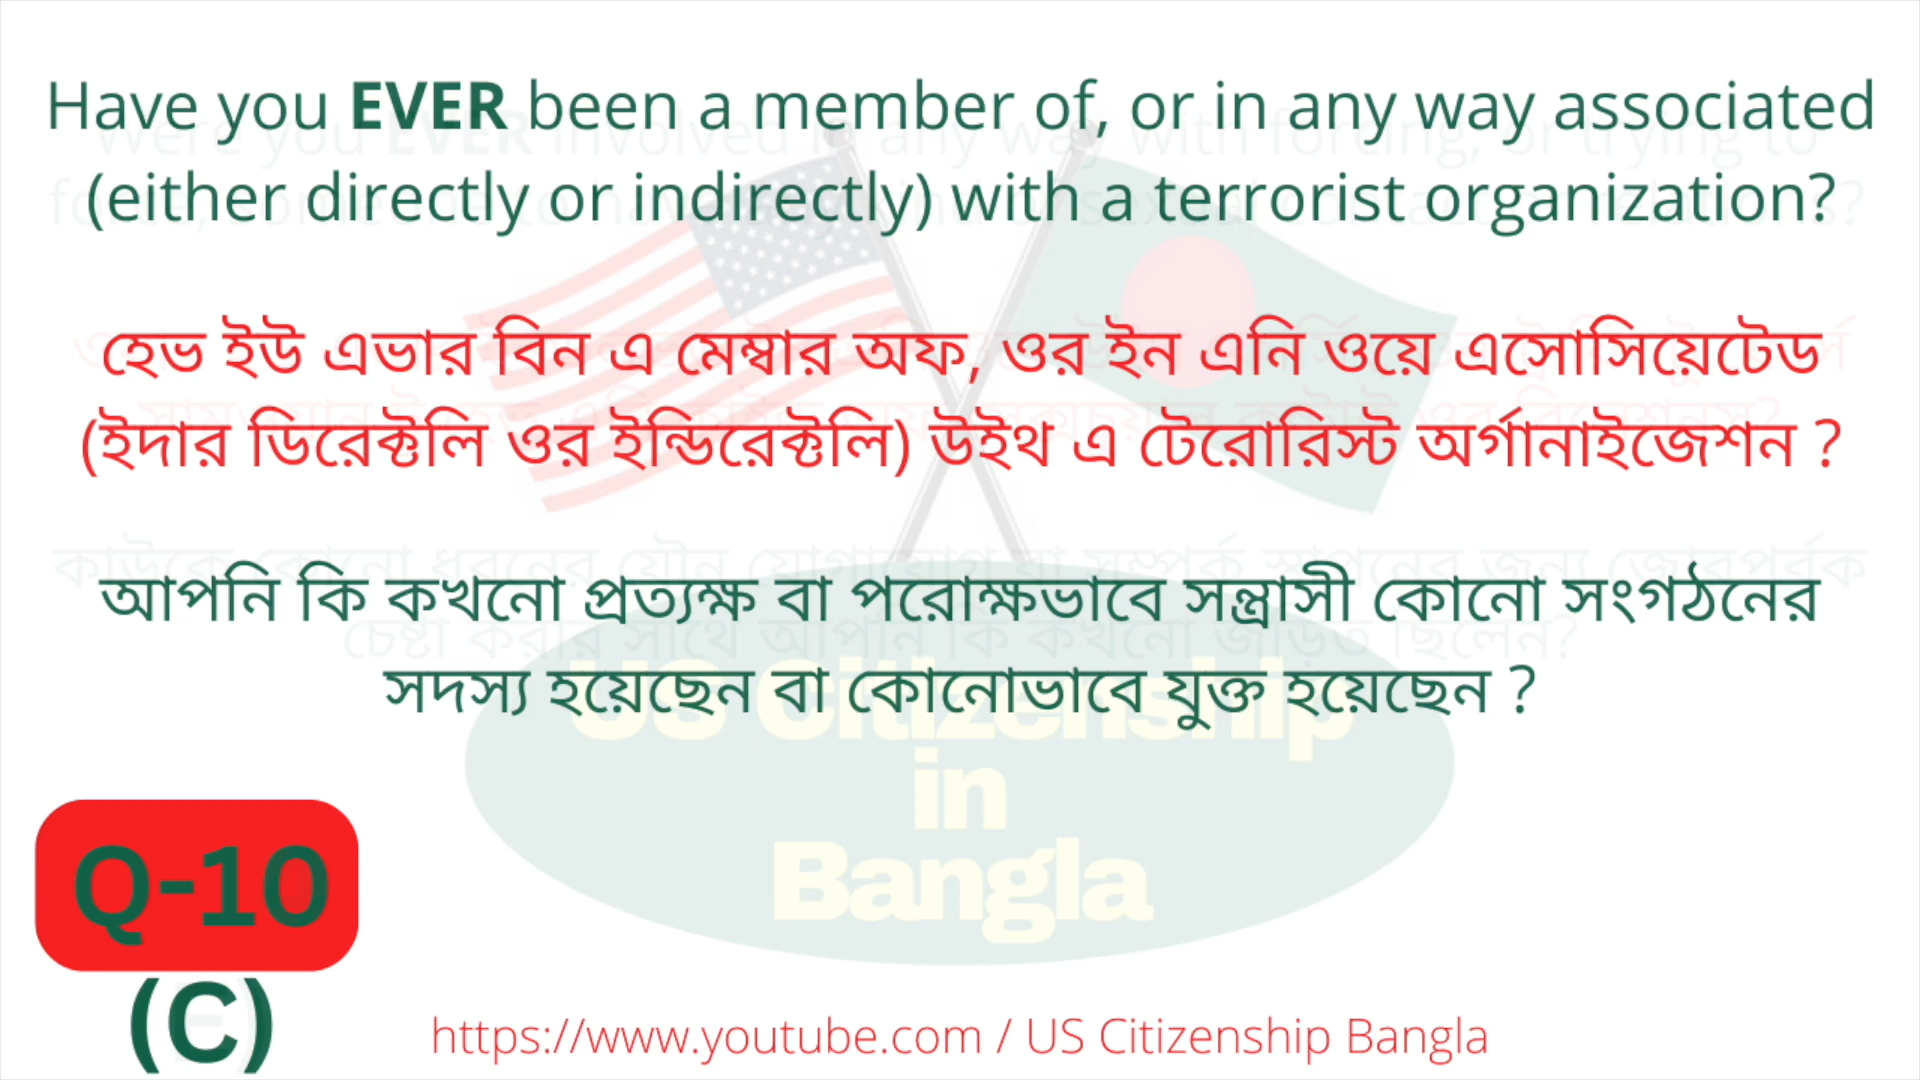 Have you EVER been a member of, or in any way associated
(either directly or indirectly) with a terrorist organization?
হেভ ইউ এভার বিন এ মেম্বার অফ, ওর ইন এনি ওয়ে এসোসিয়েটেড
(ইদার ডিরেক্টলি ওর ইন্ডিরেক্টলি) উইথ এ টেরোরিস্ট অর্গানাইজেশন ?
আপনি কি কখনো প্রত্যক্ষ বা পরোক্ষভাবে সন্ত্রাসী কোনো সংগঠনের
সদস্য হয়েছেন বা কোনোভাবে যুক্ত হয়েছেন ?
US Citizenship
in
Bangla
Q-10
(C)
https://www.youtube.com / US Citizenship Bangla